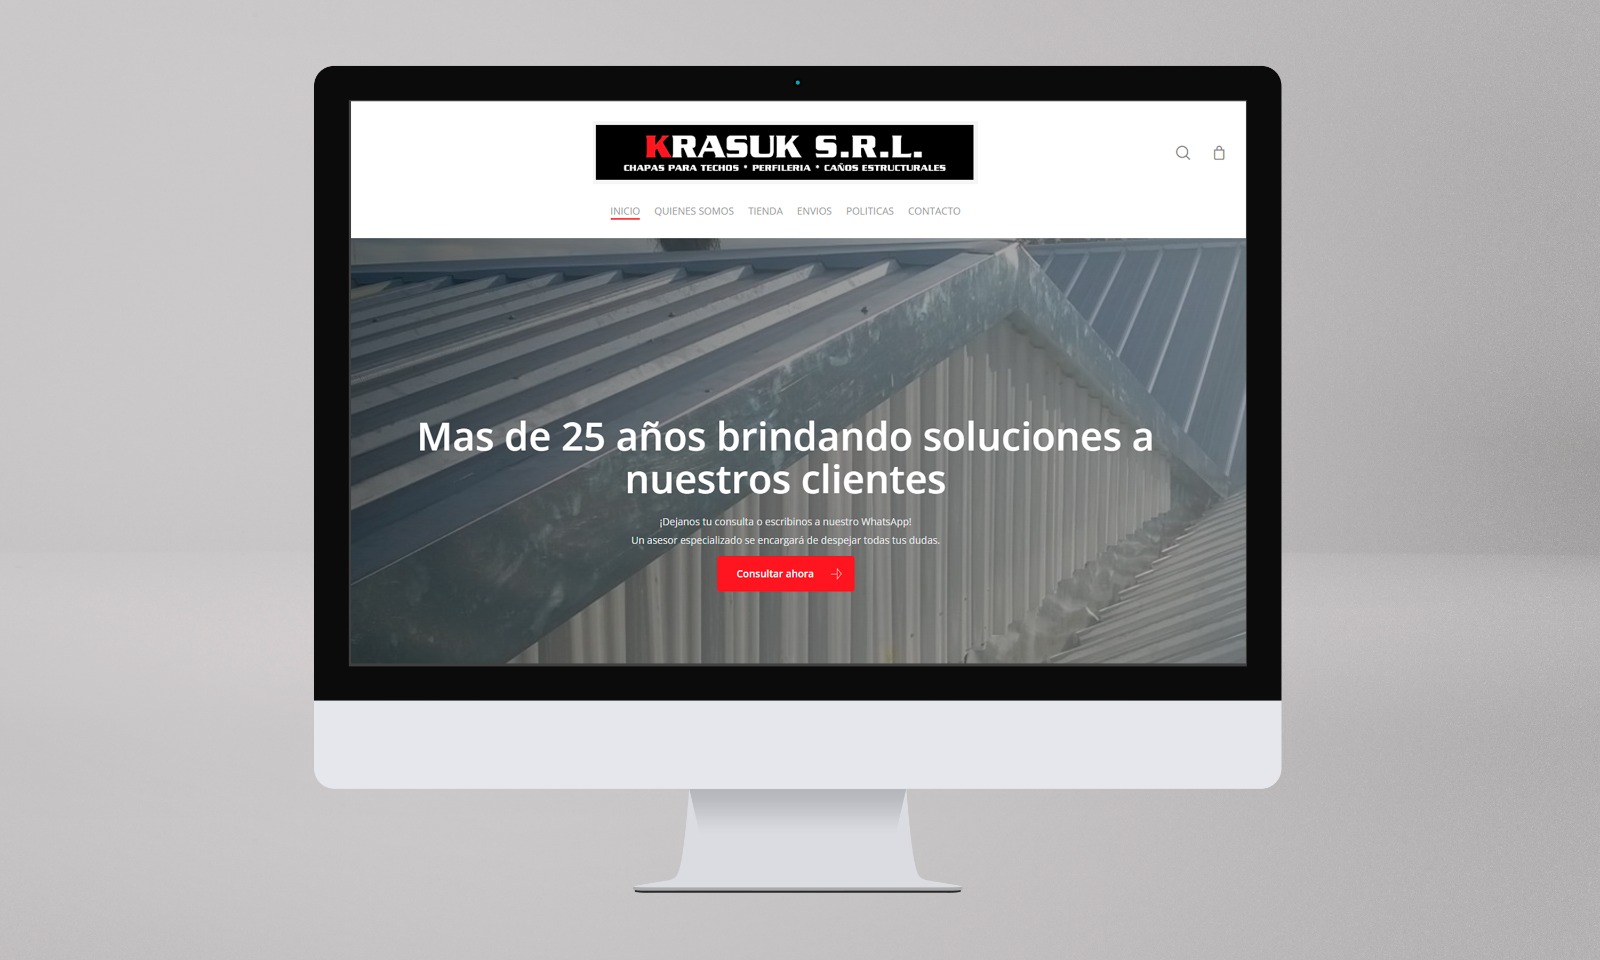 KRASUK S.R.L.
CHAPAS PARA TECHOS • PERFILERIA • CAÑOS ESTRUCTURALES
INICIO QUIENES SOMOS TIENDA ENVIOS POLITICAS CONTACTO
Mas de 25 años brindando soluciones a
nuestros clientes
¡Dejanos tu consulta o escribinos a nuestro WhatsApp!
Un asesor especializado se encargará de despejar todas tus dudas.
Consultar ahora